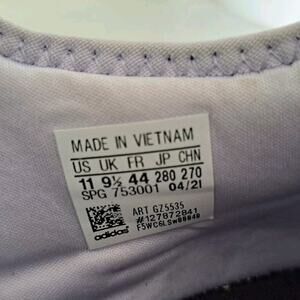 MADE IN VIETNAM
US UK FR JP CHN
11 9½ 44 280 270
SPG 753001 04/21
ART GZ5535
#127872841
adidas